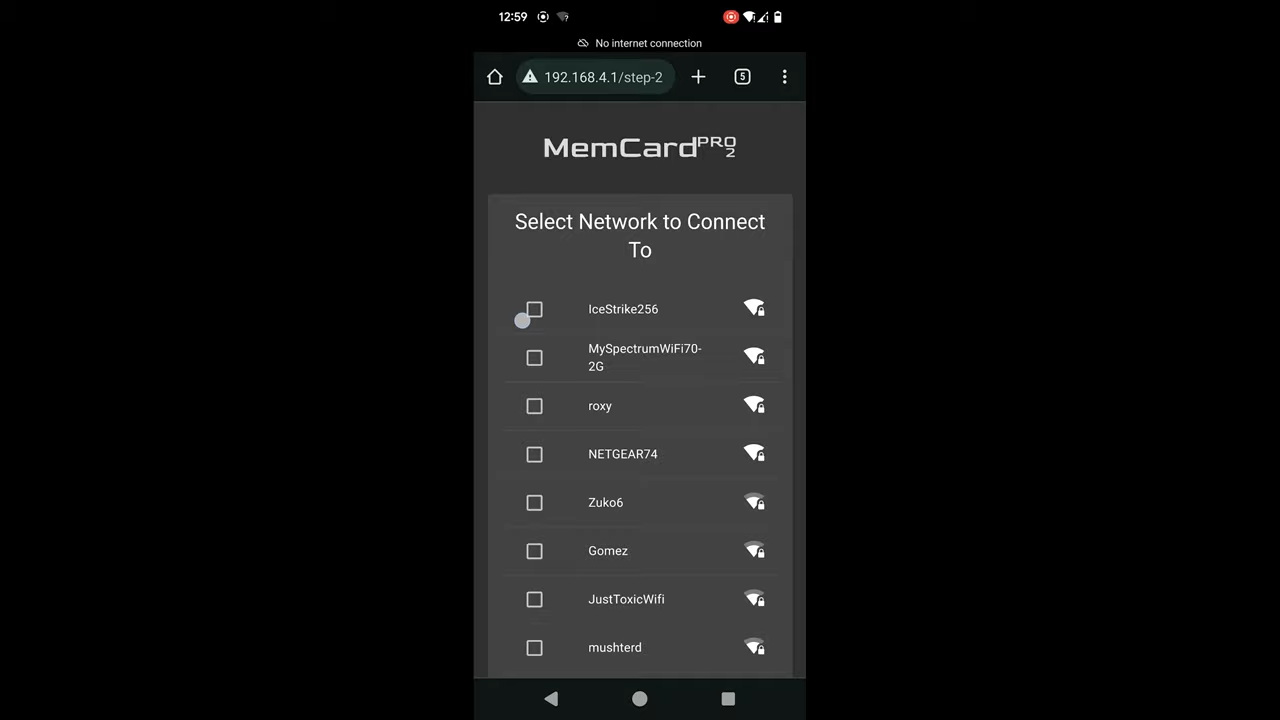 12:59
No internet connection
192.168.4.1/step-2
5
MemCard PRO 2
Select Network to Connect
To
IceStrike256
MySpectrumWiFi70-
2G
roxy
NETGEAR74
Zuko6
Gomez
JustToxicWifi
mushterd